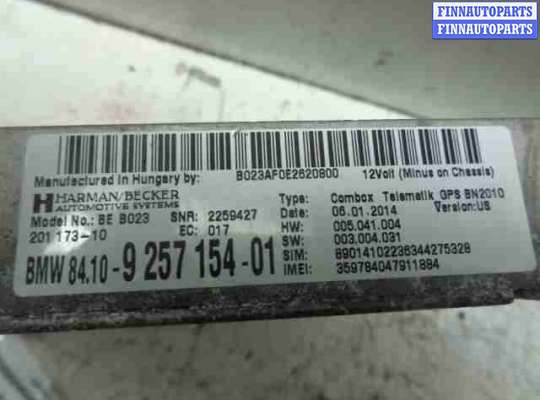 FINNAUTOPARTS
FINNAUTOPARTS
Manufactured in Hungary by: B023AF0E2620800 12Volt (Minus on Chassis)
HARMAN/BECKER
AUTOMOTIVE SYSTEMS
Model No.: BE B023 SNR: 2259427
201 173-10 EC: 017
BMW 84.10-9 257 154-01
Type: Combox Telematik GPS BN2010
Date: 06.01.2014 Version:US
HW: 005.041.004
SW: 003.004.031
SIM: 89014102236344275328
IMEI: 359784047911884